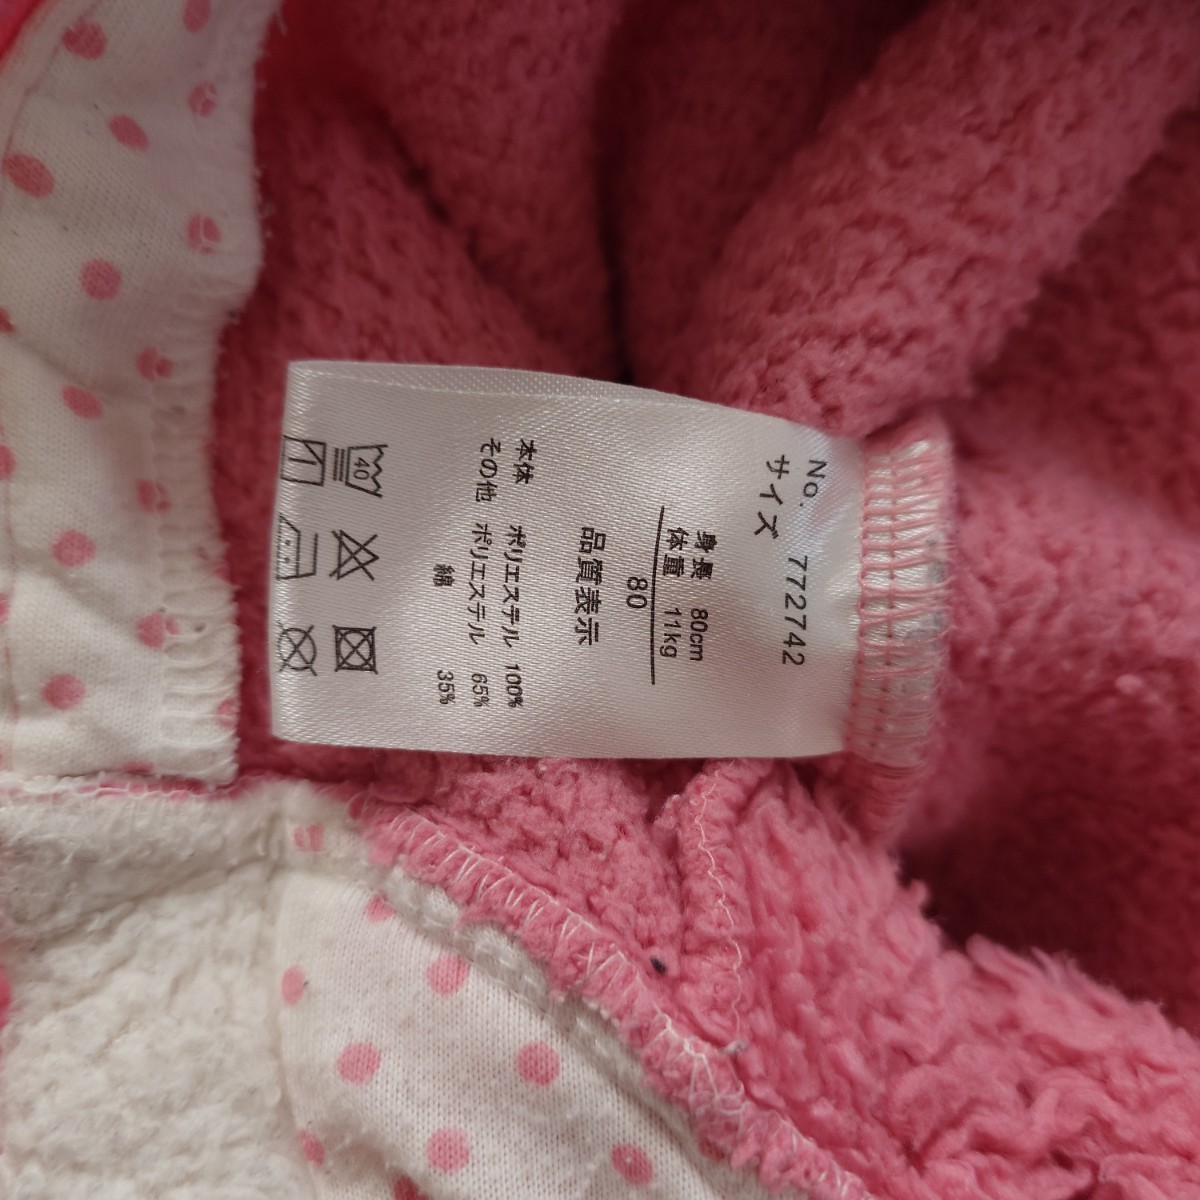 No. 772742
サイズ
身長 80cm
体重 11kg
80
品質表示
本体 ポリエステル 100%
その他 ポリエステル 65%
綿 35%
40